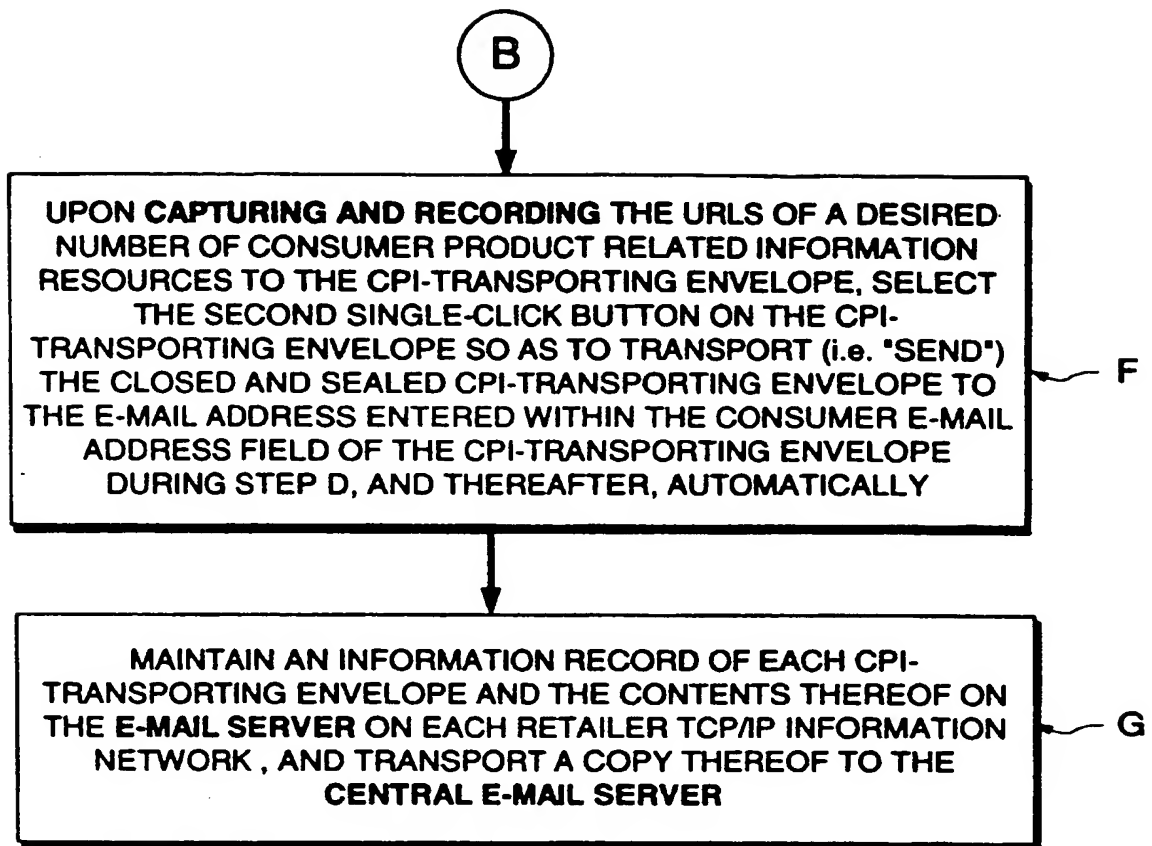 B
UPON CAPTURING AND RECORDING THE URLS OF A DESIRED
NUMBER OF CONSUMER PRODUCT RELATED INFORMATION
RESOURCES TO THE CPI-TRANSPORTING ENVELOPE, SELECT
THE SECOND SINGLE-CLICK BUTTON ON THE CPI-
TRANSPORTING ENVELOPE SO AS TO TRANSPORT (i.e. "SEND")
THE CLOSED AND SEALED CPI-TRANSPORTING ENVELOPE TO
THE E-MAIL ADDRESS ENTERED WITHIN THE CONSUMER E-MAIL
ADDRESS FIELD OF THE CPI-TRANSPORTING ENVELOPE
DURING STEP D, AND THEREAFTER, AUTOMATICALLY
F
MAINTAIN AN INFORMATION RECORD OF EACH CPI-
TRANSPORTING ENVELOPE AND THE CONTENTS THEREOF ON
THE E-MAIL SERVER ON EACH RETAILER TCP/IP INFORMATION
NETWORK , AND TRANSPORT A COPY THEREOF TO THE
CENTRAL E-MAIL SERVER
G